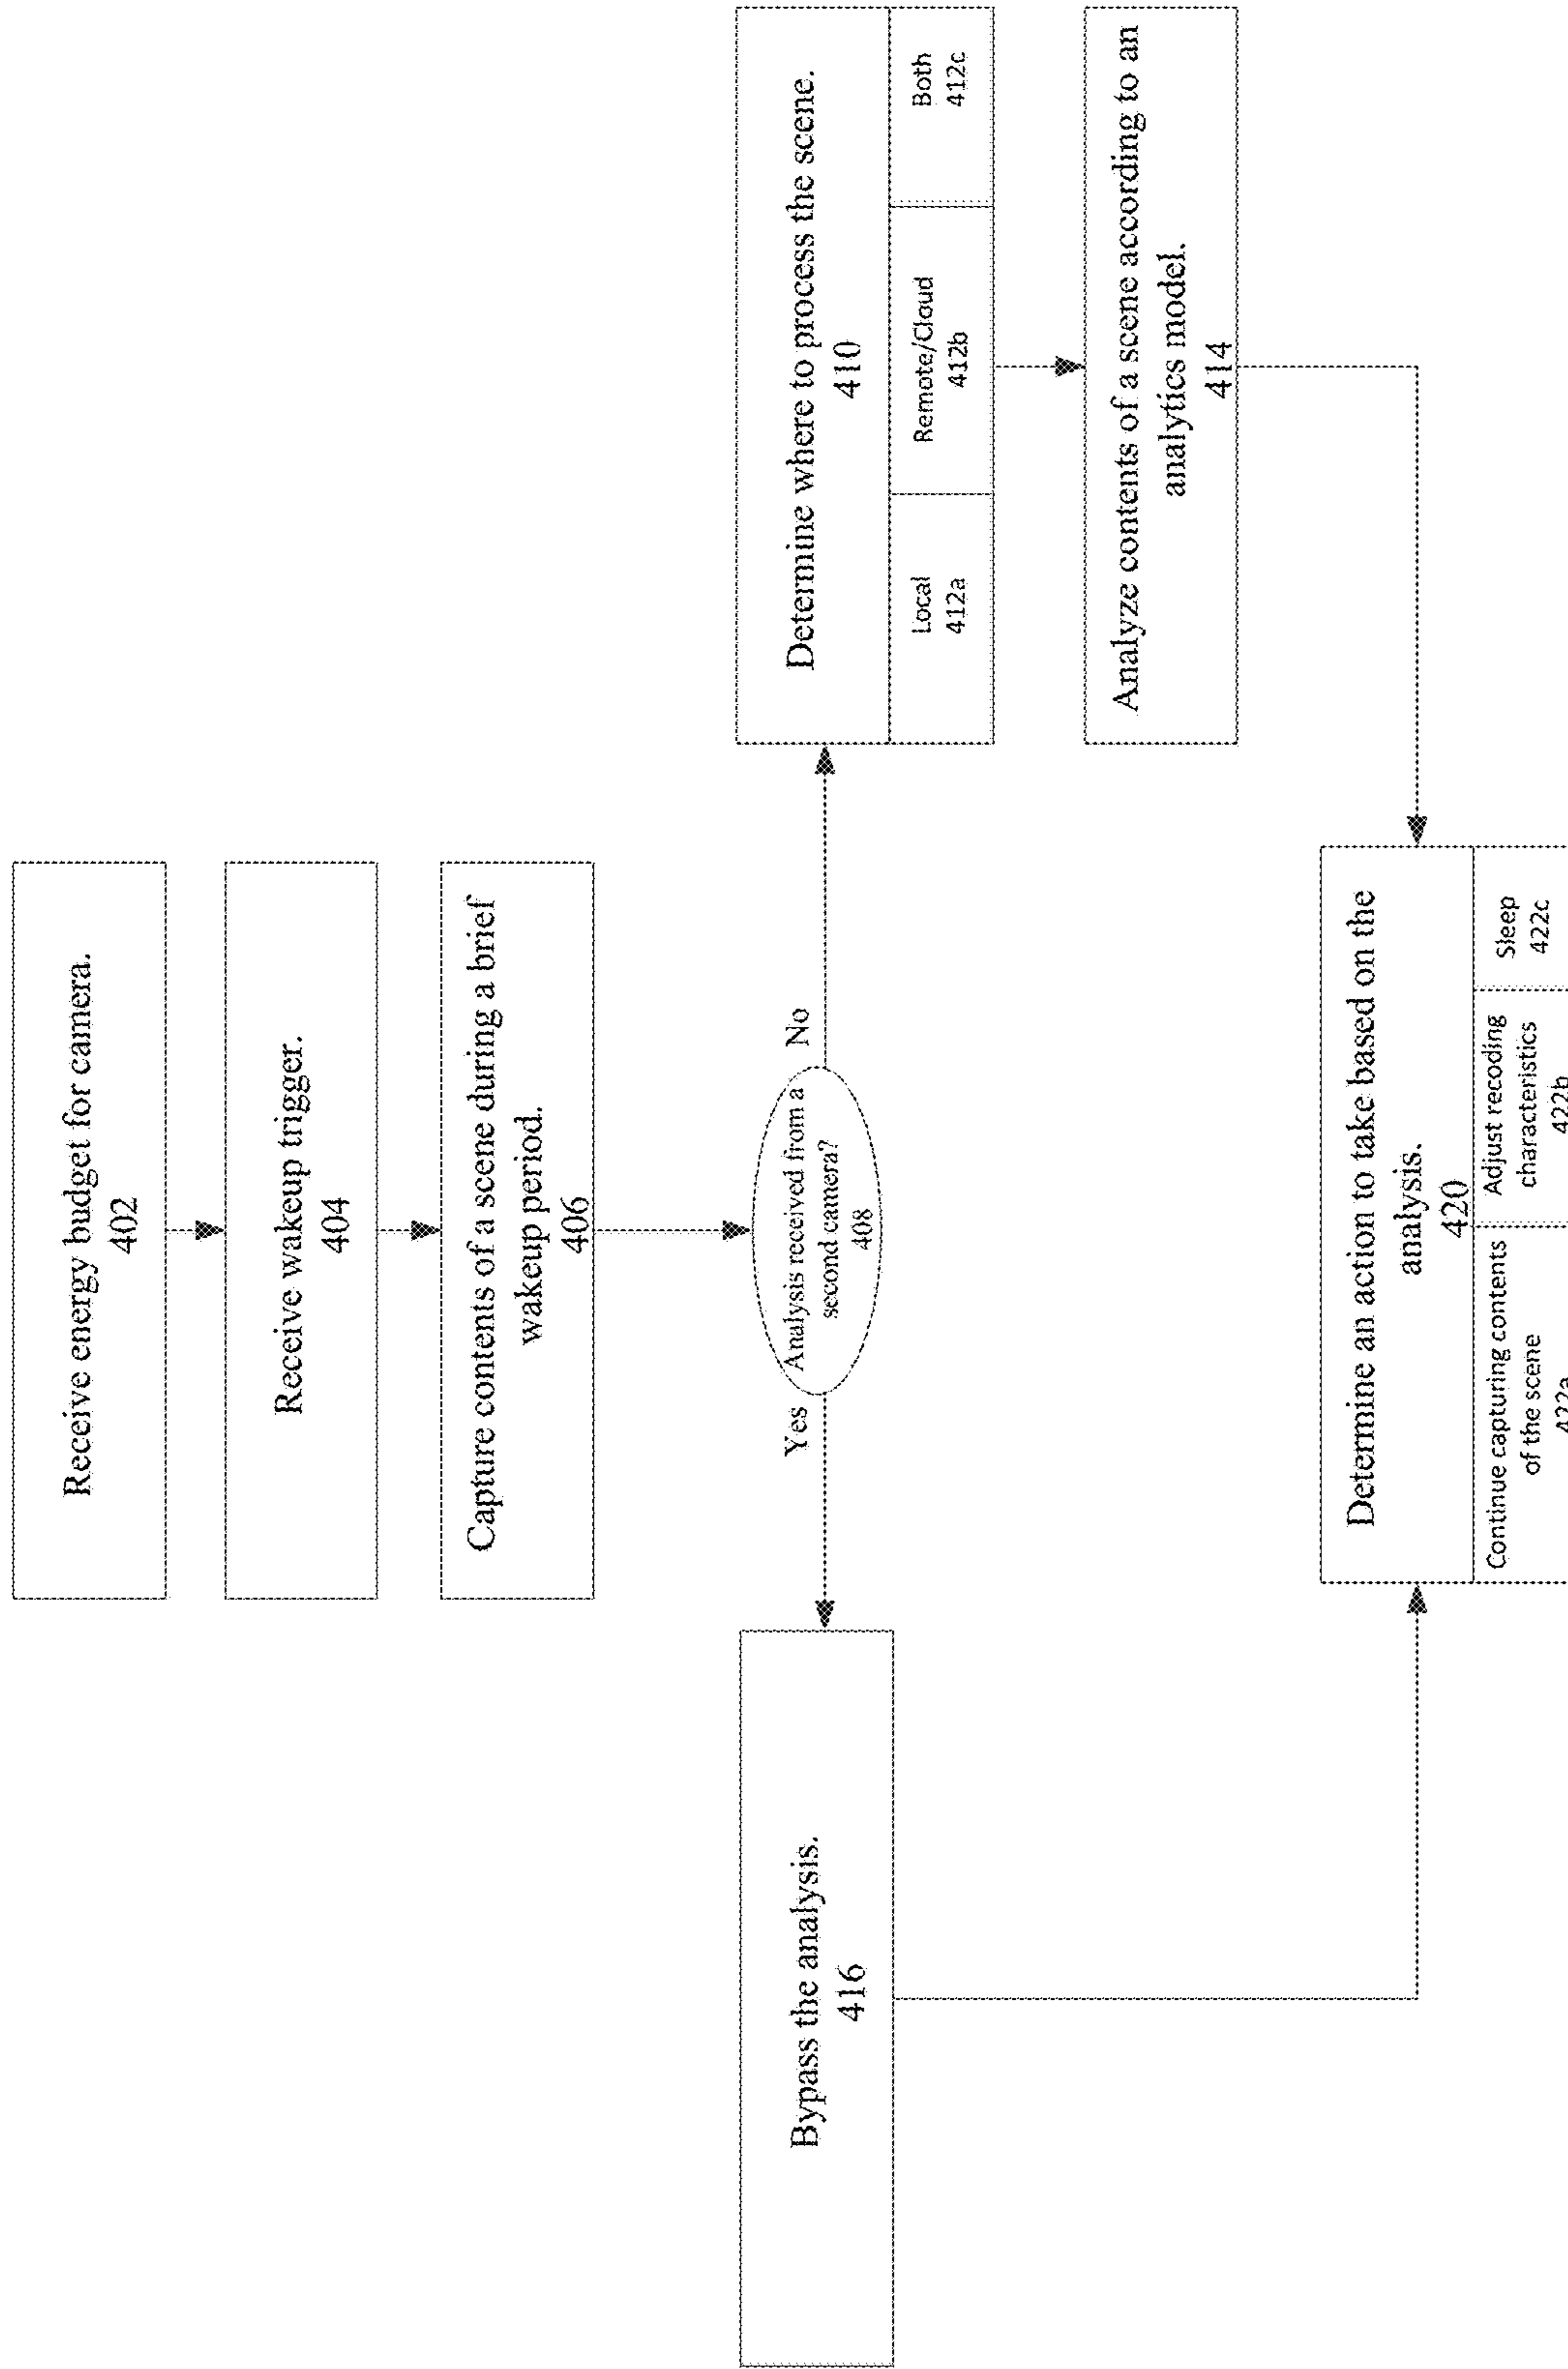 Receive energy budget for camera.
402
Receive wakeup trigger.
404
Capture contents of a scene during a brief
wakeup period.
406
Analysis received from a
second camera?
408
Yes
No
Bypass the analysis.
416
Determine where to process the scene.
410
Local
412a
Remote/Cloud
412b
Both
412c
Analyze contents of a scene according to an
analytics model.
414
Determine an action to take based on the
analysis.
420
Continue capturing contents
of the scene
422a
Adjust recoding
characteristics
422b
Sleep
422c